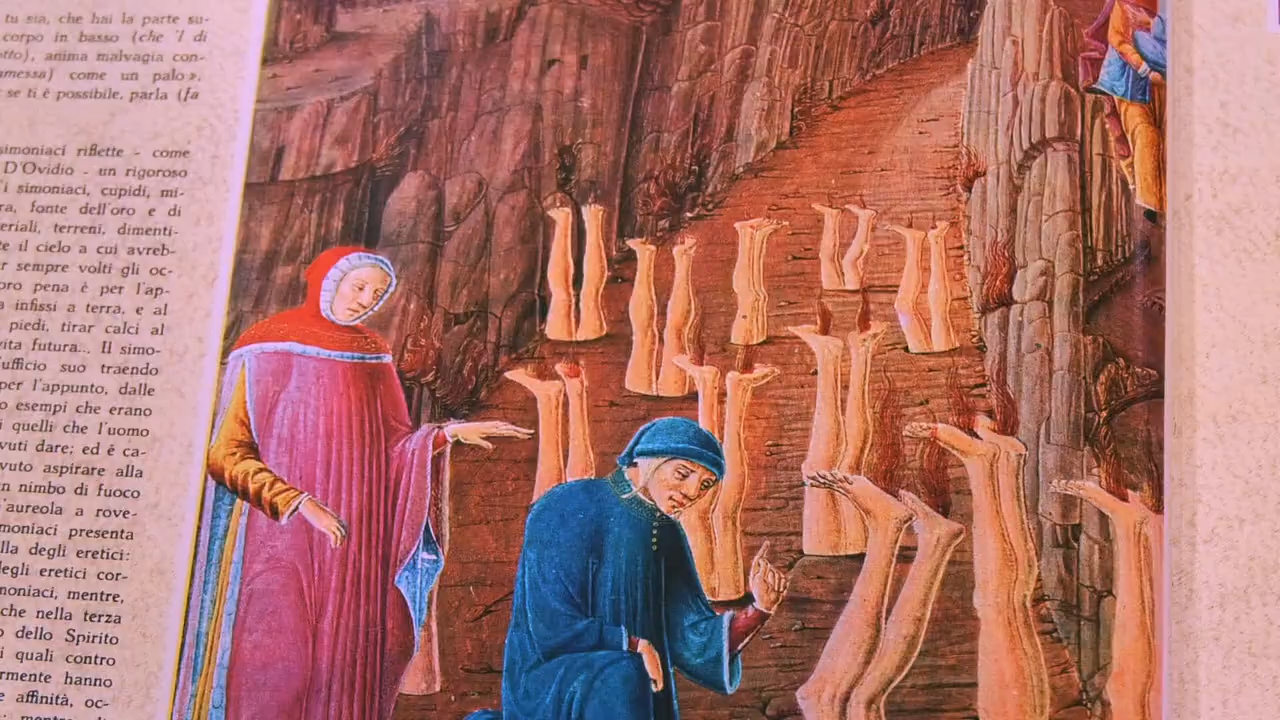 tu sia, che hai la parte su-
corpo in basso (che 'l di
otto), anima malvagia con-
messa) come un palo»,
se ti è possibile, parla (fa
simoniaci riflette - come
D'Ovidio - un rigoroso
i simoniaci, cupidi, mi-
ra, fonte dell'oro e di
eriali, terreni, dimenti-
te il cielo a cui avreb-
r sempre volti gli oc-
oro pena è per l'ap-
a infissi a terra, e al
piedi, tirar calci al
vita futura... Il simo-
'ufficio suo traendo
per l'appunto, dalle
o esempi che erano
i quelli che l'uomo
vuti dare; ed è ca-
vuto aspirare alla
n nimbo di fuoco
'aureola a rove-
moniaci presenta
lla degli eretici:
degli eretici cor-
moniaci, mentre,
che nella terza
o dello Spirito
i quali contro
ormente hanno
e affinità, oc-